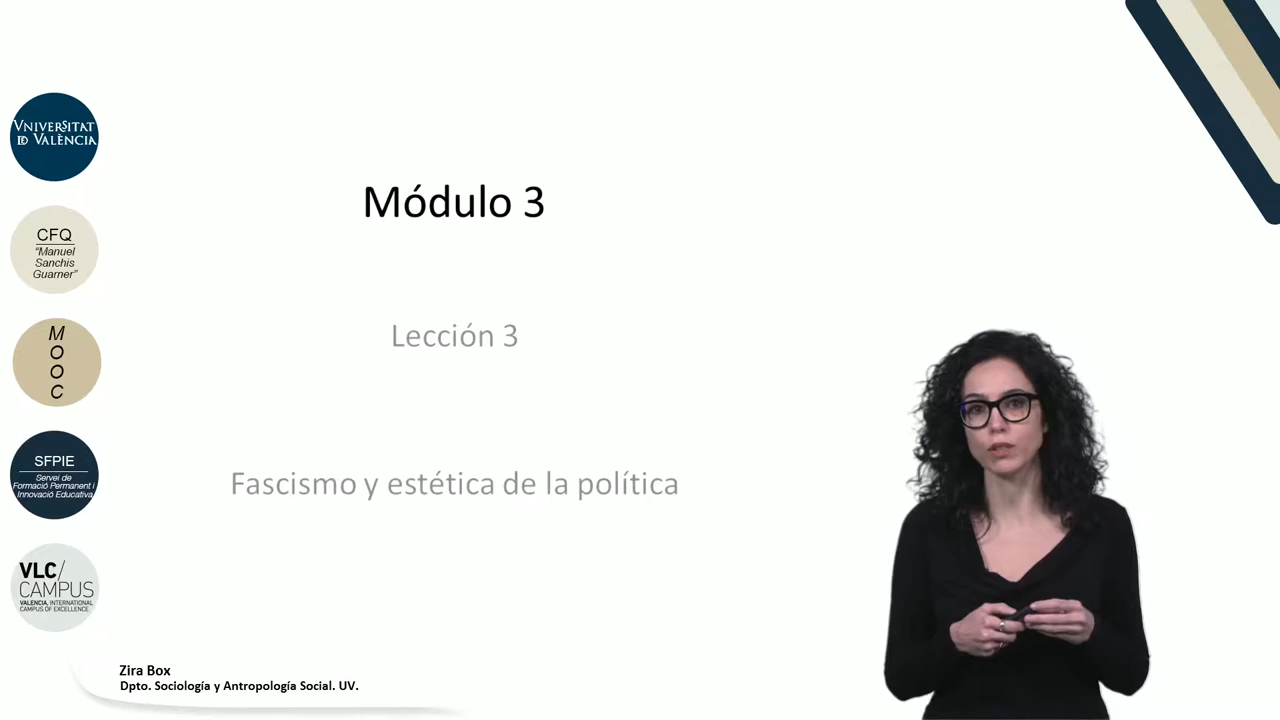 VNIVERSITAT
ID VALÈNCIA
CFQ
“Manuel
Sanchis
Guarner”
M
O
O
C
SFPIE
Servei de
Formació Permanent i
Innovació Educativa
VLC/
CAMPUS
VALENCIA, INTERNATIONAL
CAMPUS OF EXCELLENCE
Módulo 3
Lección 3
Fascismo y estética de la política
Zira Box
Dpto. Sociología y Antropología Social. UV.